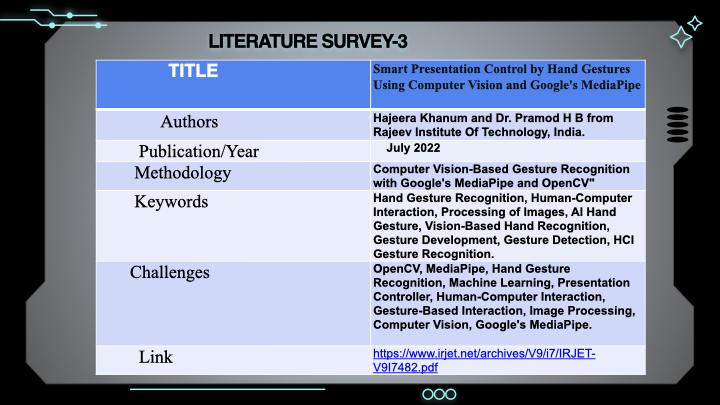 LITERATURE SURVEY-3
TITLE
Smart Presentation Control by Hand Gestures
Using Computer Vision and Google's MediaPipe
Authors
Hajeera Khanum and Dr. Pramod H B from
Rajeev Institute Of Technology, India.
Publication/Year
July 2022
Methodology
Computer Vision-Based Gesture Recognition
with Google's MediaPipe and OpenCV"
Keywords
Hand Gesture Recognition, Human-Computer
Interaction, Processing of Images, AI Hand
Gesture, Vision-Based Hand Recognition,
Gesture Development, Gesture Detection, HCI
Gesture Recognition.
Challenges
OpenCV, MediaPipe, Hand Gesture
Recognition, Machine Learning, Presentation
Controller, Human-Computer Interaction,
Gesture-Based Interaction, Image Processing,
Computer Vision, Google's MediaPipe.
Link
https://www.irjet.net/archives/V9/i7/IRJET-
V9I7482.pdf